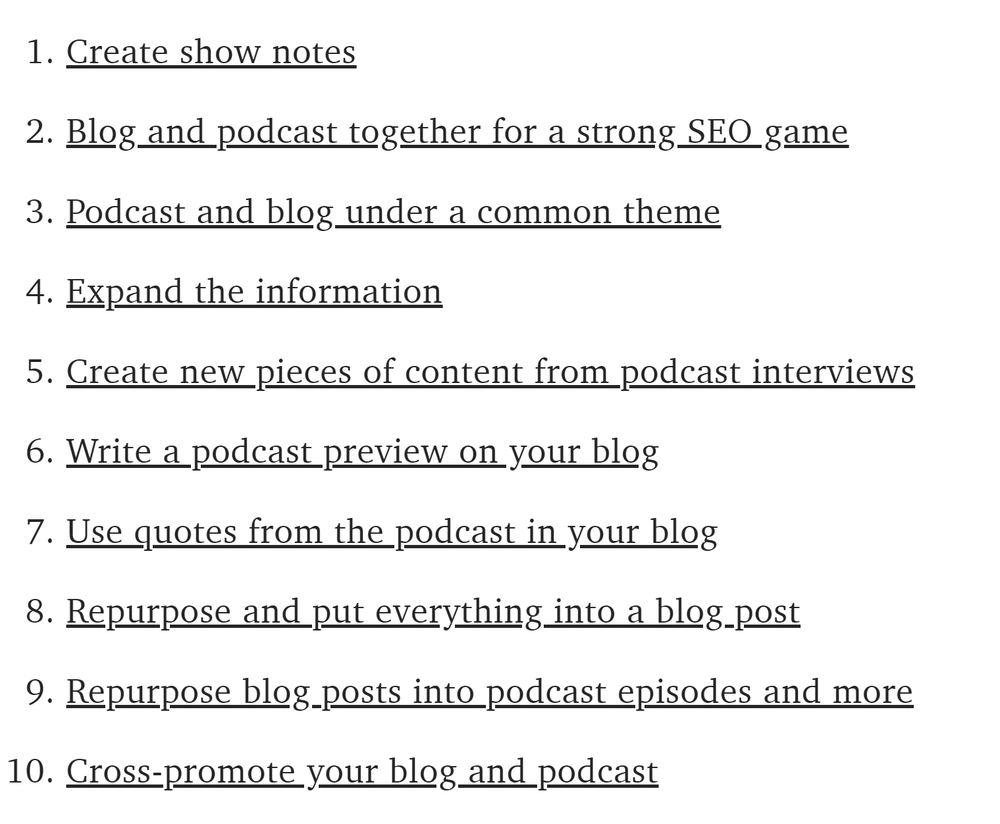 1. Create show notes
2. Blog and podcast together for a strong SEO game
3. Podcast and blog under a common theme
4. Expand the information
5. Create new pieces of content from podcast interviews
6. Write a podcast preview on your blog
7. Use quotes from the podcast in your blog
8. Repurpose and put everything into a blog post
9. Repurpose blog posts into podcast episodes and more
10. Cross-promote your blog and podcast